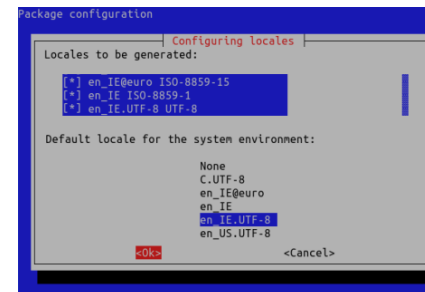 Package configuration
Configuring locales
Locales to be generated:
[*] en_IE@euro ISO-8859-15
[*] en_IE ISO-8859-1
[*] en_IE.UTF-8 UTF-8
Default locale for the system environment:
None
C.UTF-8
en_IE@euro
en_IE
en_IE.UTF-8
en_US.UTF-8
<Ok> <Cancel>